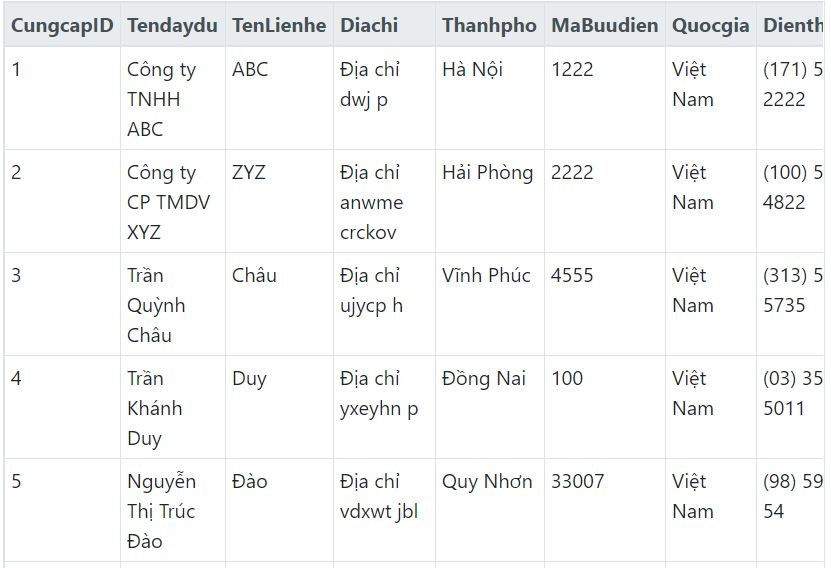 CungcapID Tendaydu TenLienhe Diachi Thanhpho MaBuudien Quocgia Dienth
1 Công ty TNHH ABC ABC Địa chỉ dwj p Hà Nội 1222 Việt Nam (171) 5 2222
2 Công ty CP TMDV XYZ ZYZ Địa chỉ anwme crckov Hải Phòng 2222 Việt Nam (100) 5 4822
3 Trần Quỳnh Châu Châu Địa chỉ ujycp h Vĩnh Phúc 4555 Việt Nam (313) 5 5735
4 Trần Khánh Duy Duy Địa chỉ yxeyhn p Đồng Nai 100 Việt Nam (03) 35 5011
5 Nguyễn Thị Trúc Đào Đào Địa chỉ vdxwt jbl Quy Nhơn 33007 Việt Nam (98) 59 54